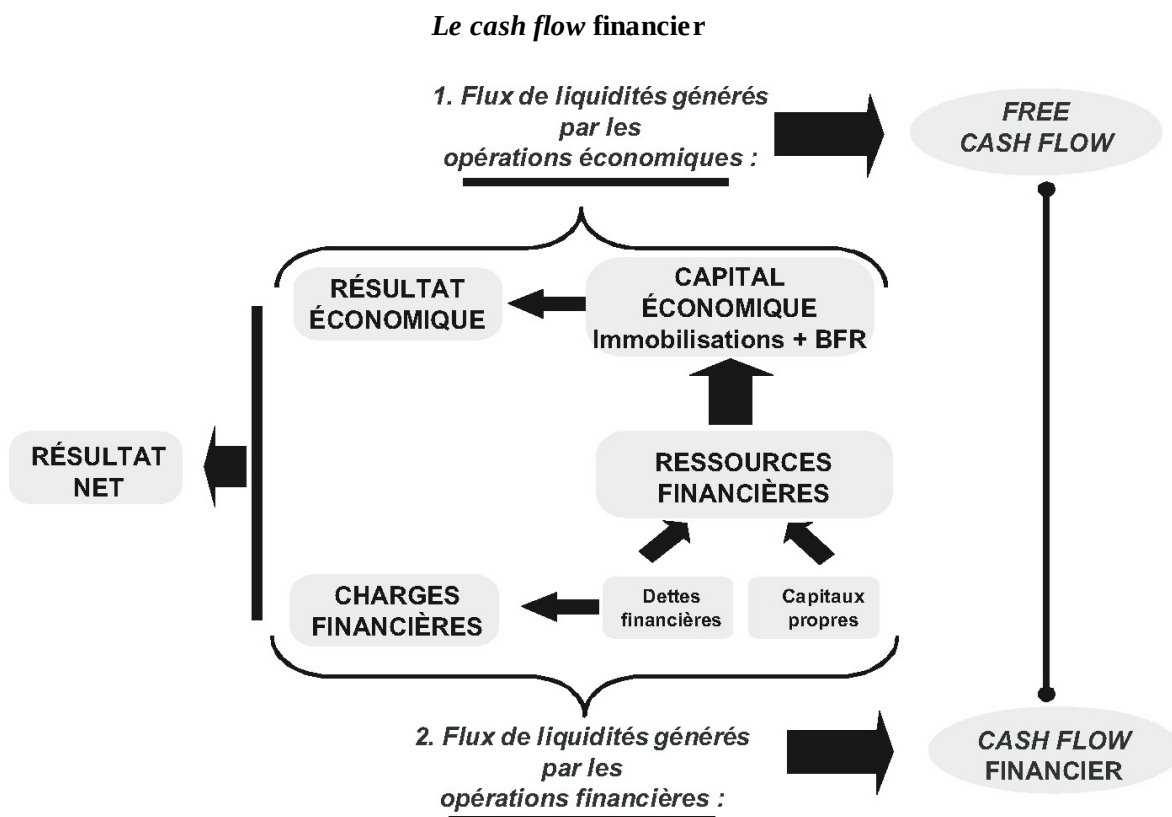 Le cash flow financier
1. Flux de liquidités générés
par les
opérations économiques :
FREE
CASH FLOW
RÉSULTAT
ÉCONOMIQUE
CAPITAL
ÉCONOMIQUE
Immobilisations + BFR
RÉSULTAT
NET
RESSOURCES
FINANCIÈRES
CHARGES
FINANCIÈRES
Dettes
financières
Capitaux
propres
2. Flux de liquidités générés
par les
opérations financières :
CASH FLOW
FINANCIER